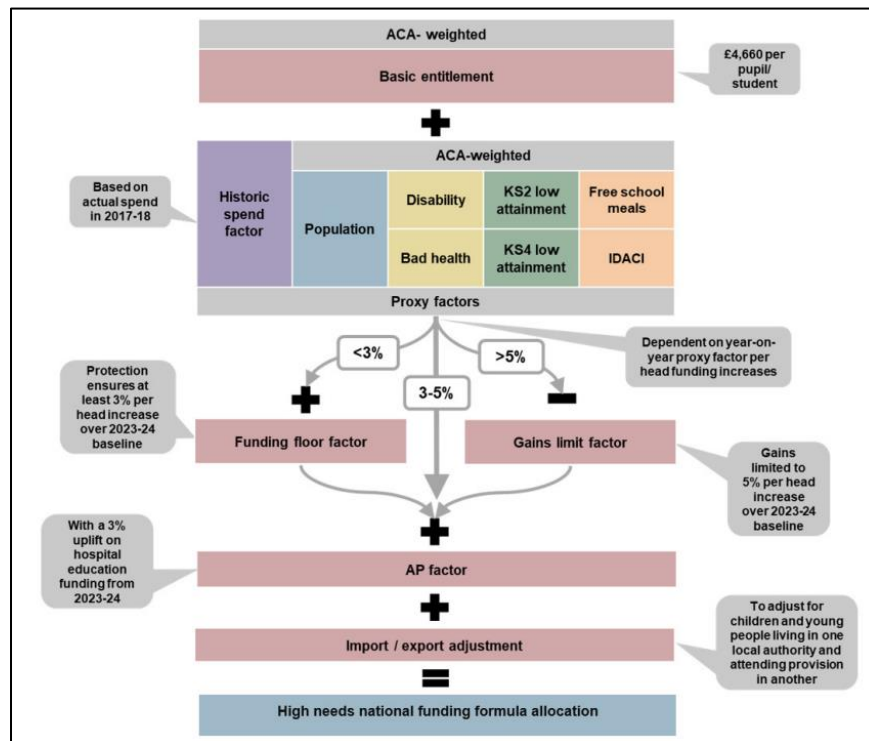 ACA- weighted
Basic entitlement
£4,660 per
pupil/
student
Based on
actual spend
in 2017-18
Historic
spend
factor
ACA-weighted
Population
Disability
KS2 low
attainment
Free school
meals
Bad health
KS4 low
attainment
IDACI
Proxy factors
<3%
3-5%
>5%
Dependent on year-on-
year proxy factor per
head funding increases
Protection
ensures at
least 3% per
head increase
over 2023-24
baseline
Funding floor factor
Gains limit factor
Gains
limited to
5% per head
increase
over 2023-24
baseline
With a 3%
uplift on
hospital
education
funding from
2023-24
AP factor
Import / export adjustment
To adjust for
children and young
people living in one
local authority and
attending provision
in another
High needs national funding formula allocation